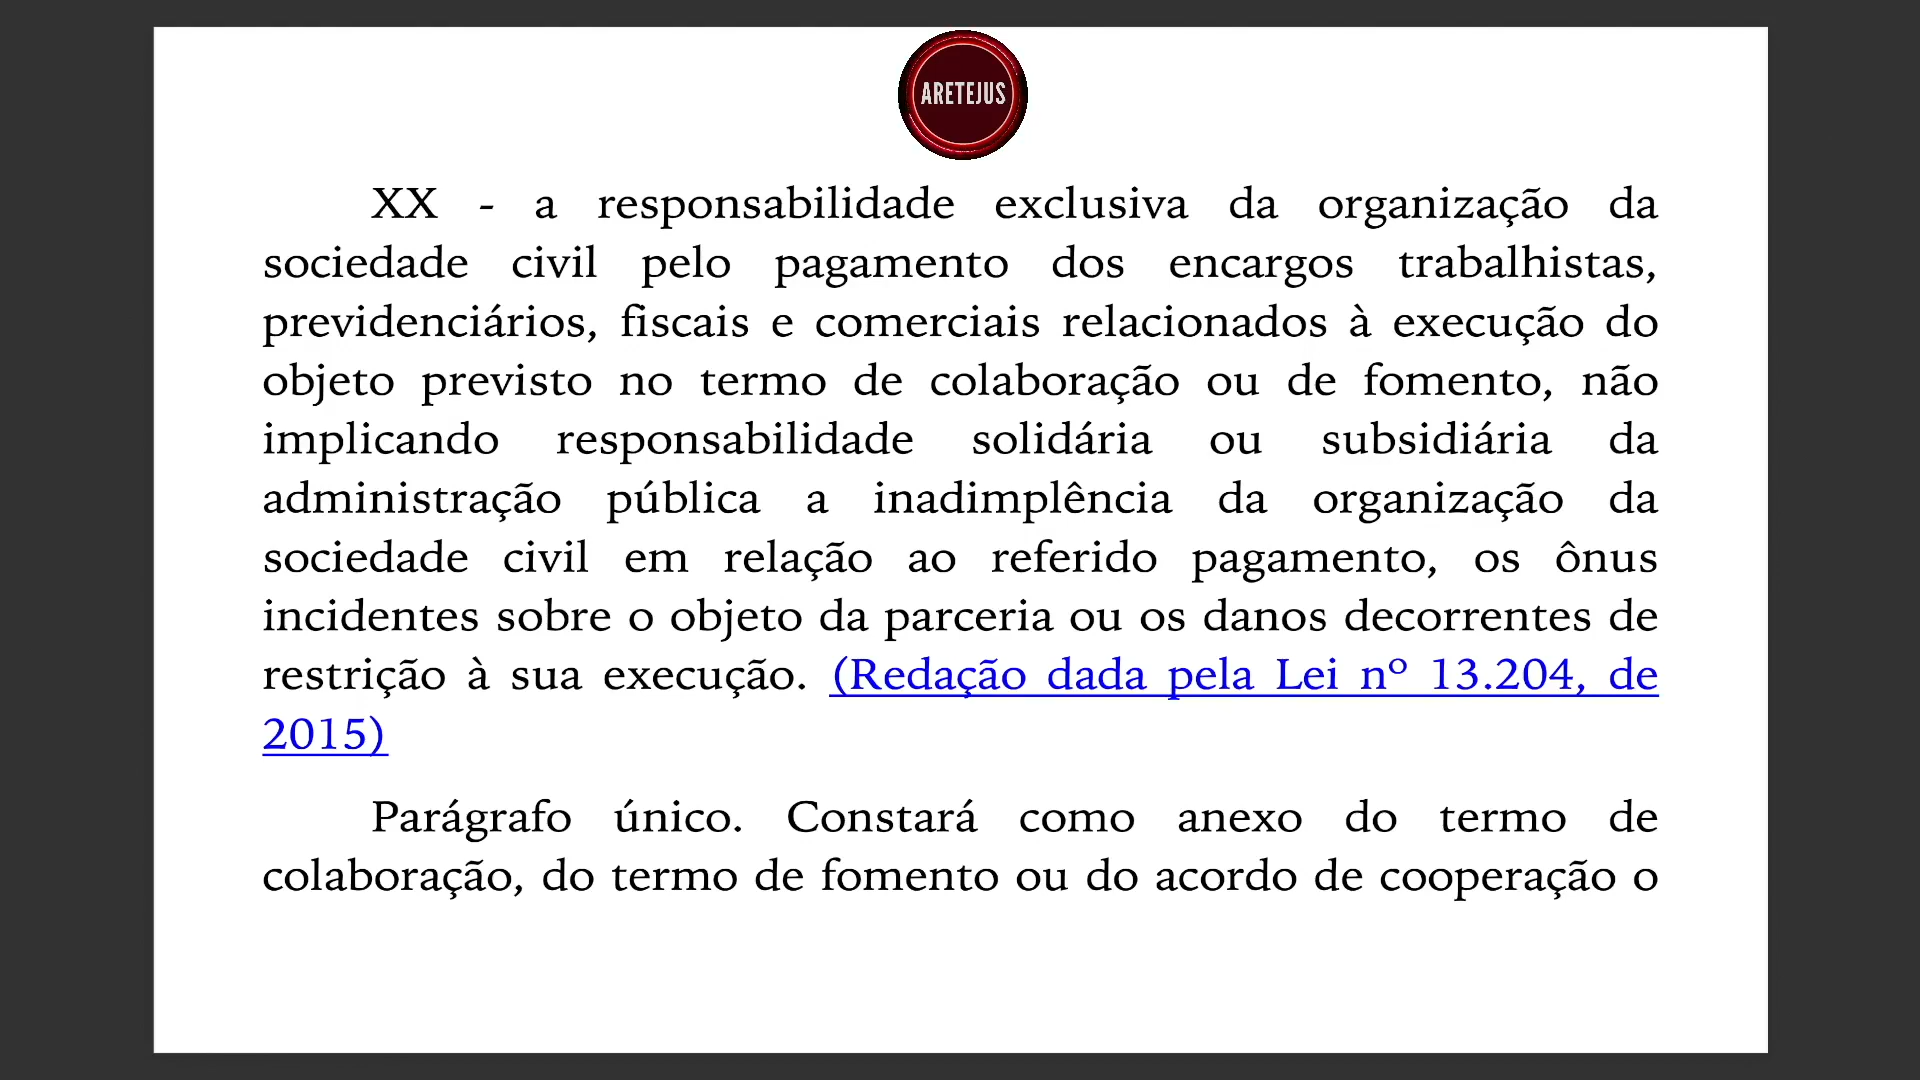 ARETEJUS
XX - a responsabilidade exclusiva da organização da
sociedade civil pelo pagamento dos encargos trabalhistas,
previdenciários, fiscais e comerciais relacionados à execução do
objeto previsto no termo de colaboração ou de fomento, não
implicando responsabilidade solidária ou subsidiária da
administração pública a inadimplência da organização da
sociedade civil em relação ao referido pagamento, os ônus
incidentes sobre o objeto da parceria ou os danos decorrentes de
restrição à sua execução. (Redação dada pela Lei nº 13.204, de
2015)
Parágrafo único. Constará como anexo do termo de
colaboração, do termo de fomento ou do acordo de cooperação o